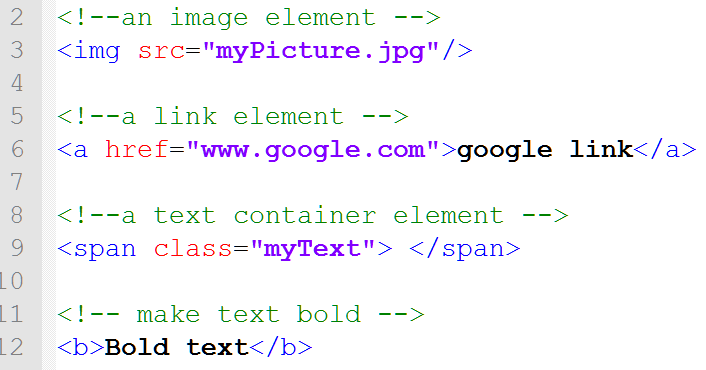 2 <!--an image element -->
3 <img src="myPicture.jpg"/>
4
5 <!--a link element -->
6 <a href="www.google.com">google link</a>
7
8 <!--a text container element -->
9 <span class="myText"> </span>
10
11 <!-- make text bold -->
12 <b>Bold text</b>